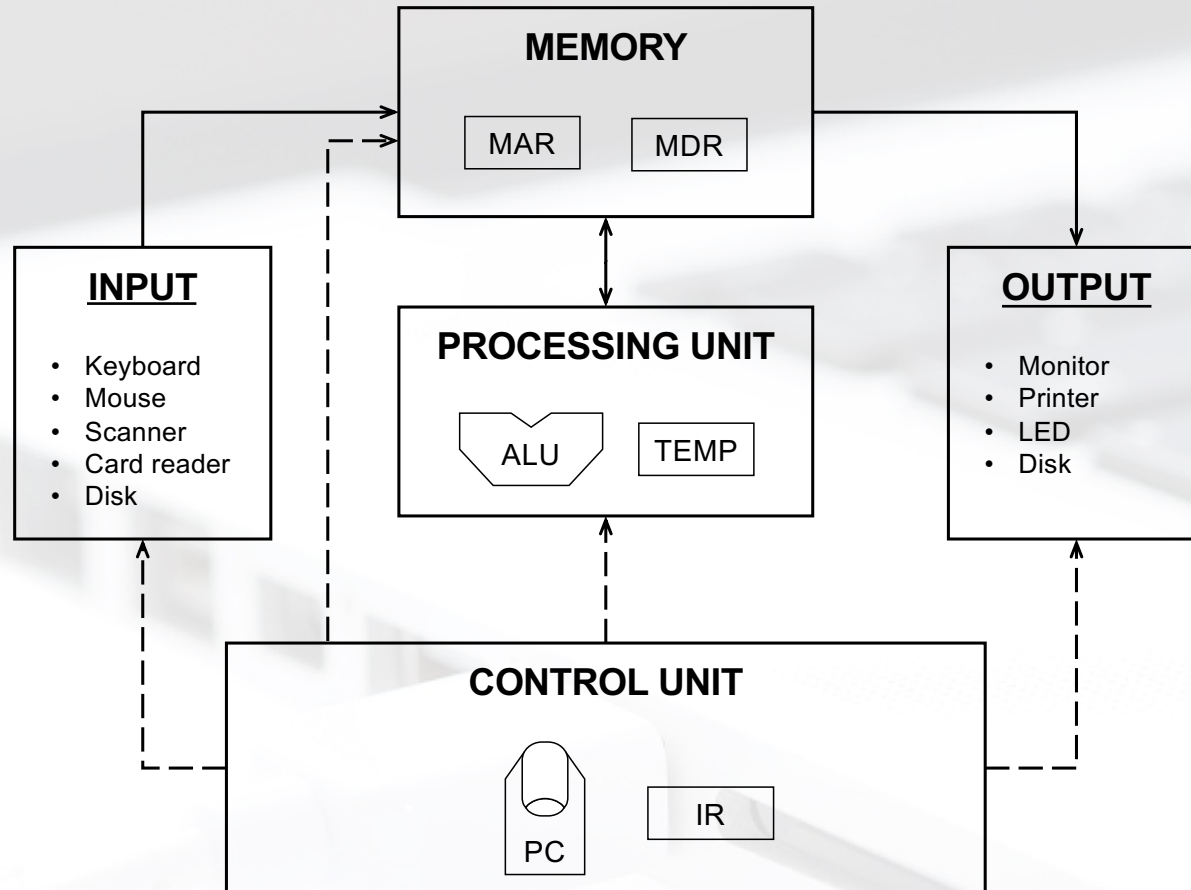 MEMORY
MAR
MDR
INPUT
• Keyboard
• Mouse
• Scanner
• Card reader
• Disk
PROCESSING UNIT
ALU
TEMP
OUTPUT
• Monitor
• Printer
• LED
• Disk
CONTROL UNIT
PC
IR